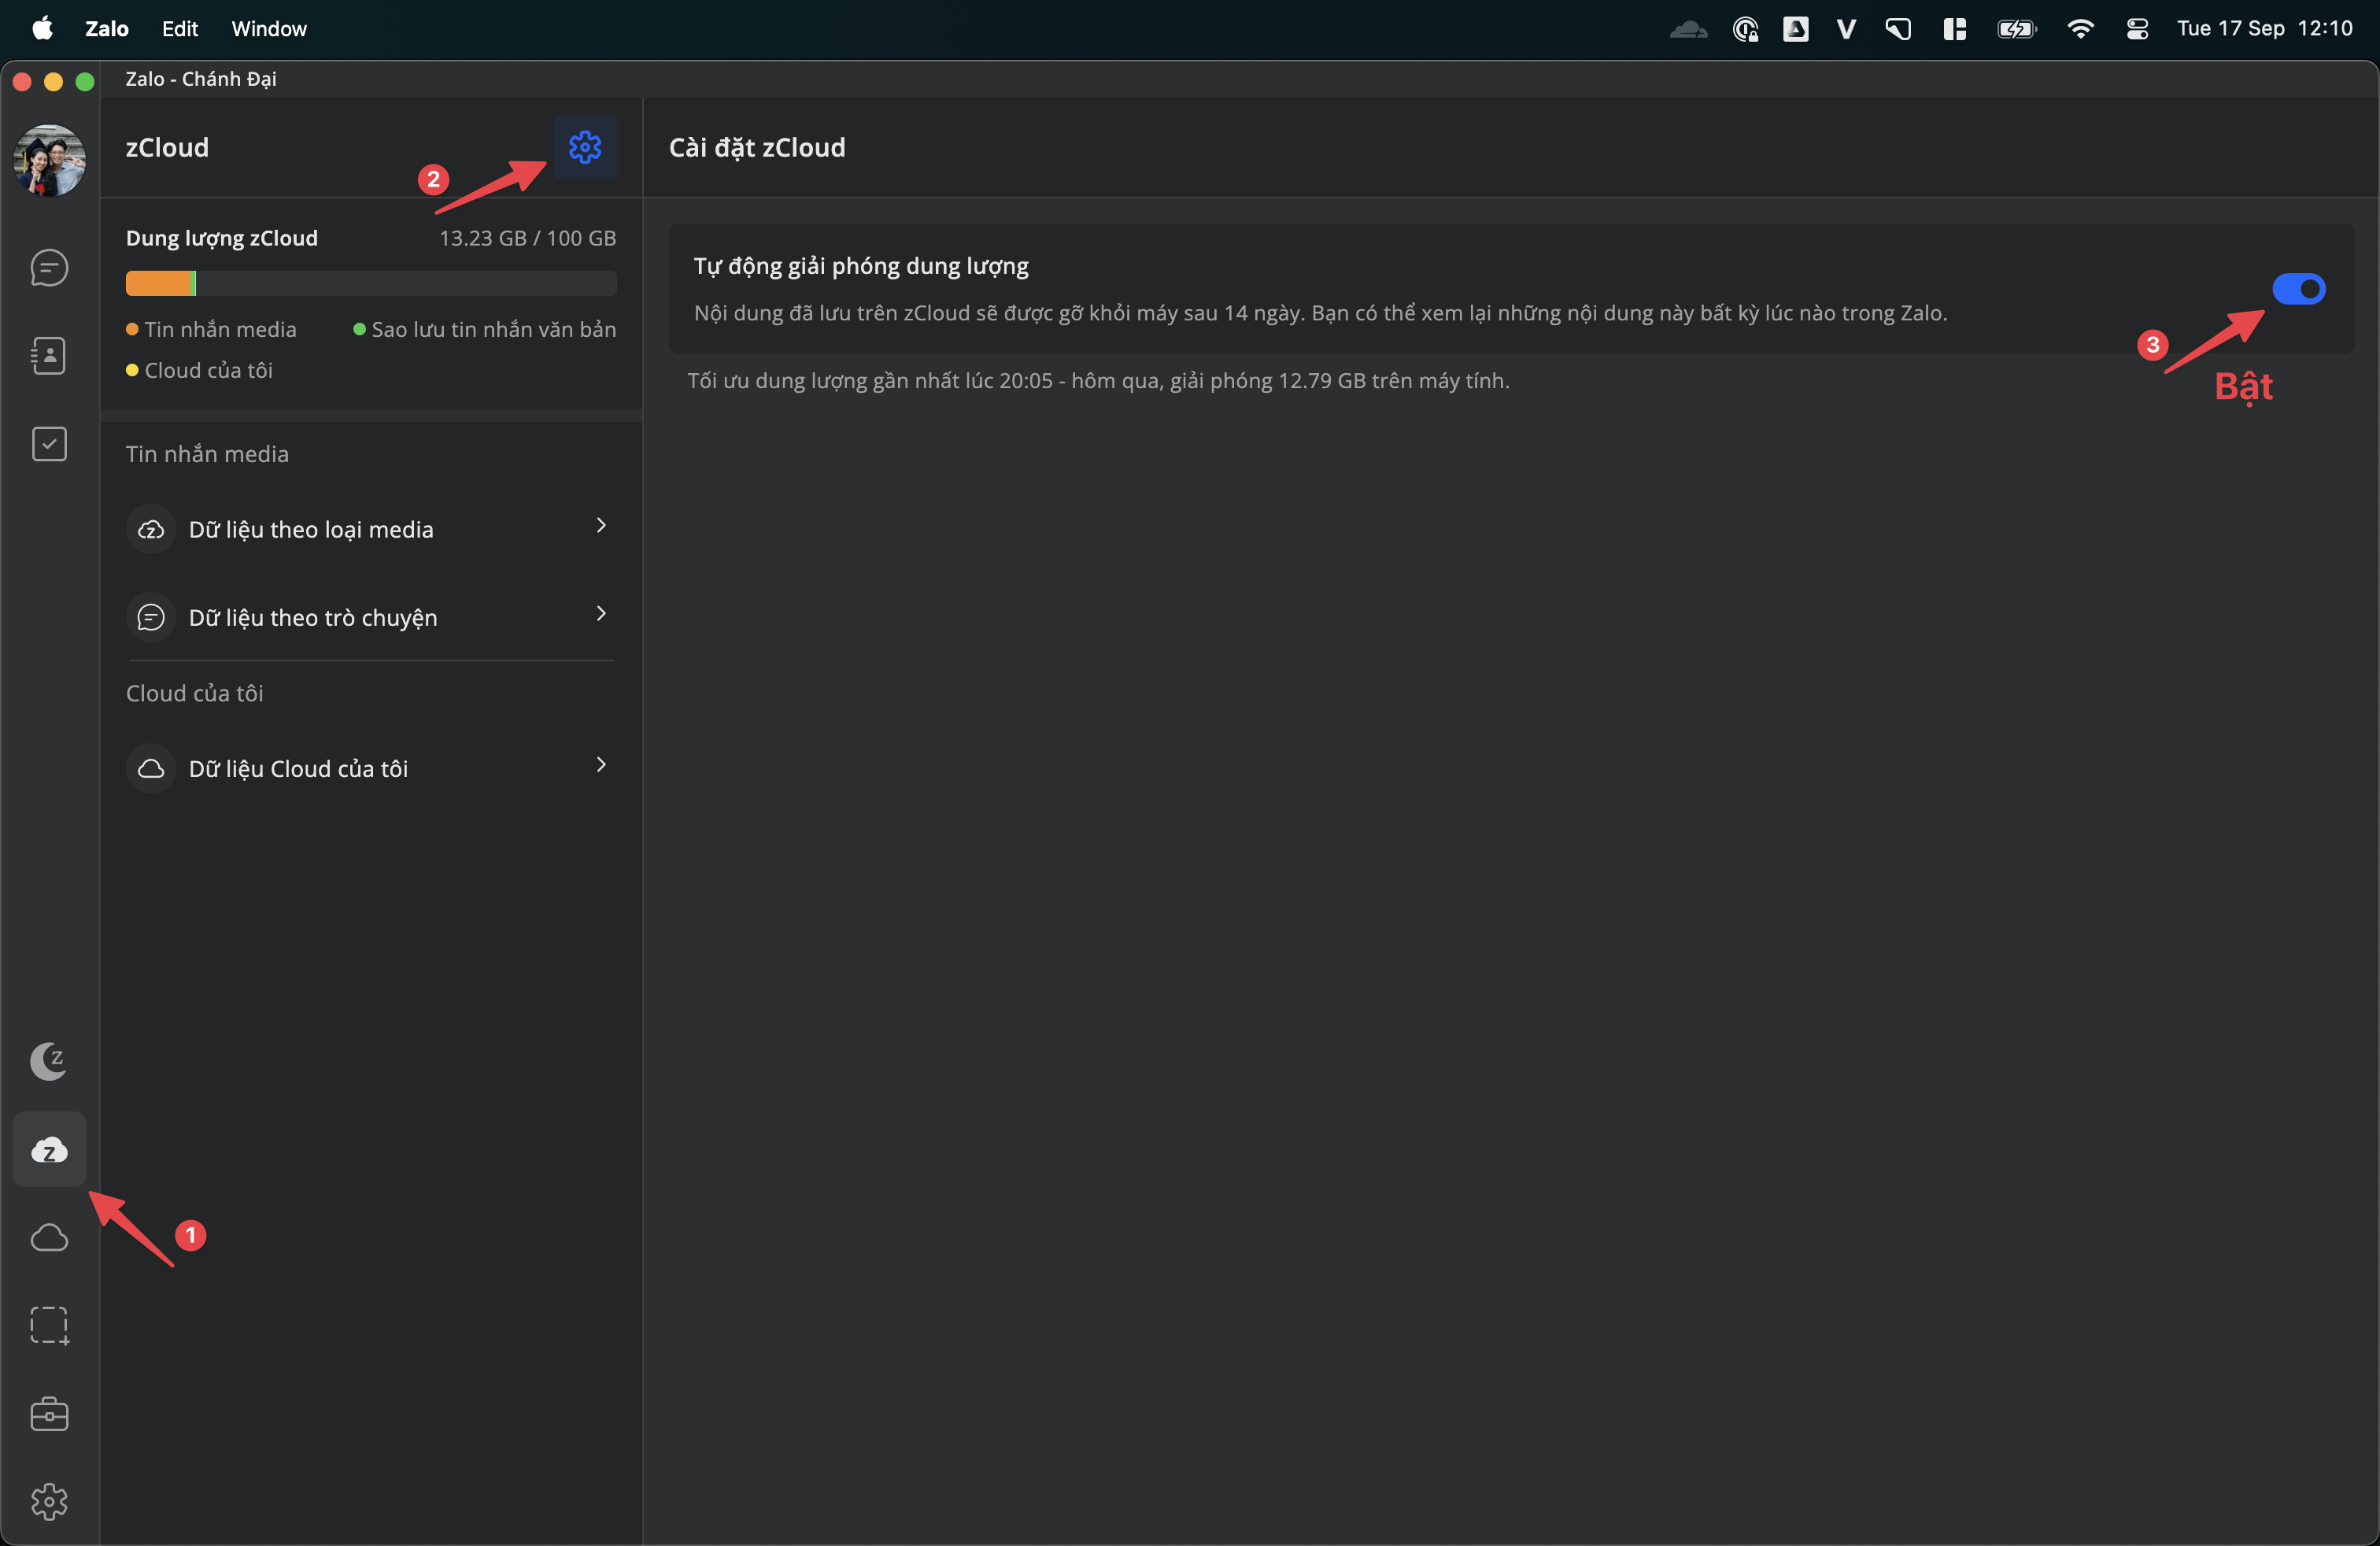 Zalo Edit Window
Tue 17 Sep 12:10
Zalo - Chánh Đại
zCloud
2
Dung lượng zCloud 13.23 GB / 100 GB
Tin nhắn media Sao lưu tin nhắn văn bản
Cloud của tôi
Tin nhắn media
Dữ liệu theo loại media
Dữ liệu theo trò chuyện
Cloud của tôi
Dữ liệu Cloud của tôi
1
Cài đặt zCloud
Tự động giải phóng dung lượng
Nội dung đã lưu trên zCloud sẽ được gỡ khỏi máy sau 14 ngày. Bạn có thể xem lại những nội dung này bất kỳ lúc nào trong Zalo.
3
Bật
Tối ưu dung lượng gần nhất lúc 20:05 - hôm qua, giải phóng 12.79 GB trên máy tính.